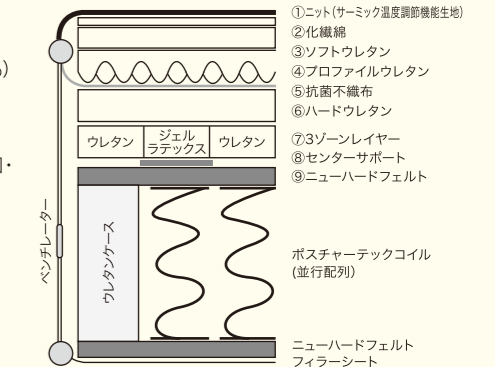 ①ニット(サーミック温度調節機能生地)
②化繊綿
③ソフトウレタン
④プロファイルウレタン
⑤抗菌不織布
⑥ハードウレタン
⑦3ゾーンレイヤー
⑧センターサポート
⑨ニューハードフェルト
ウレタン
ジェル
ラテックス
ウレタン
ベンチレーター
ウレタンケース
ポスチャーテックコイル
(並行配列)
ニューハードフェルト
フィラーシート